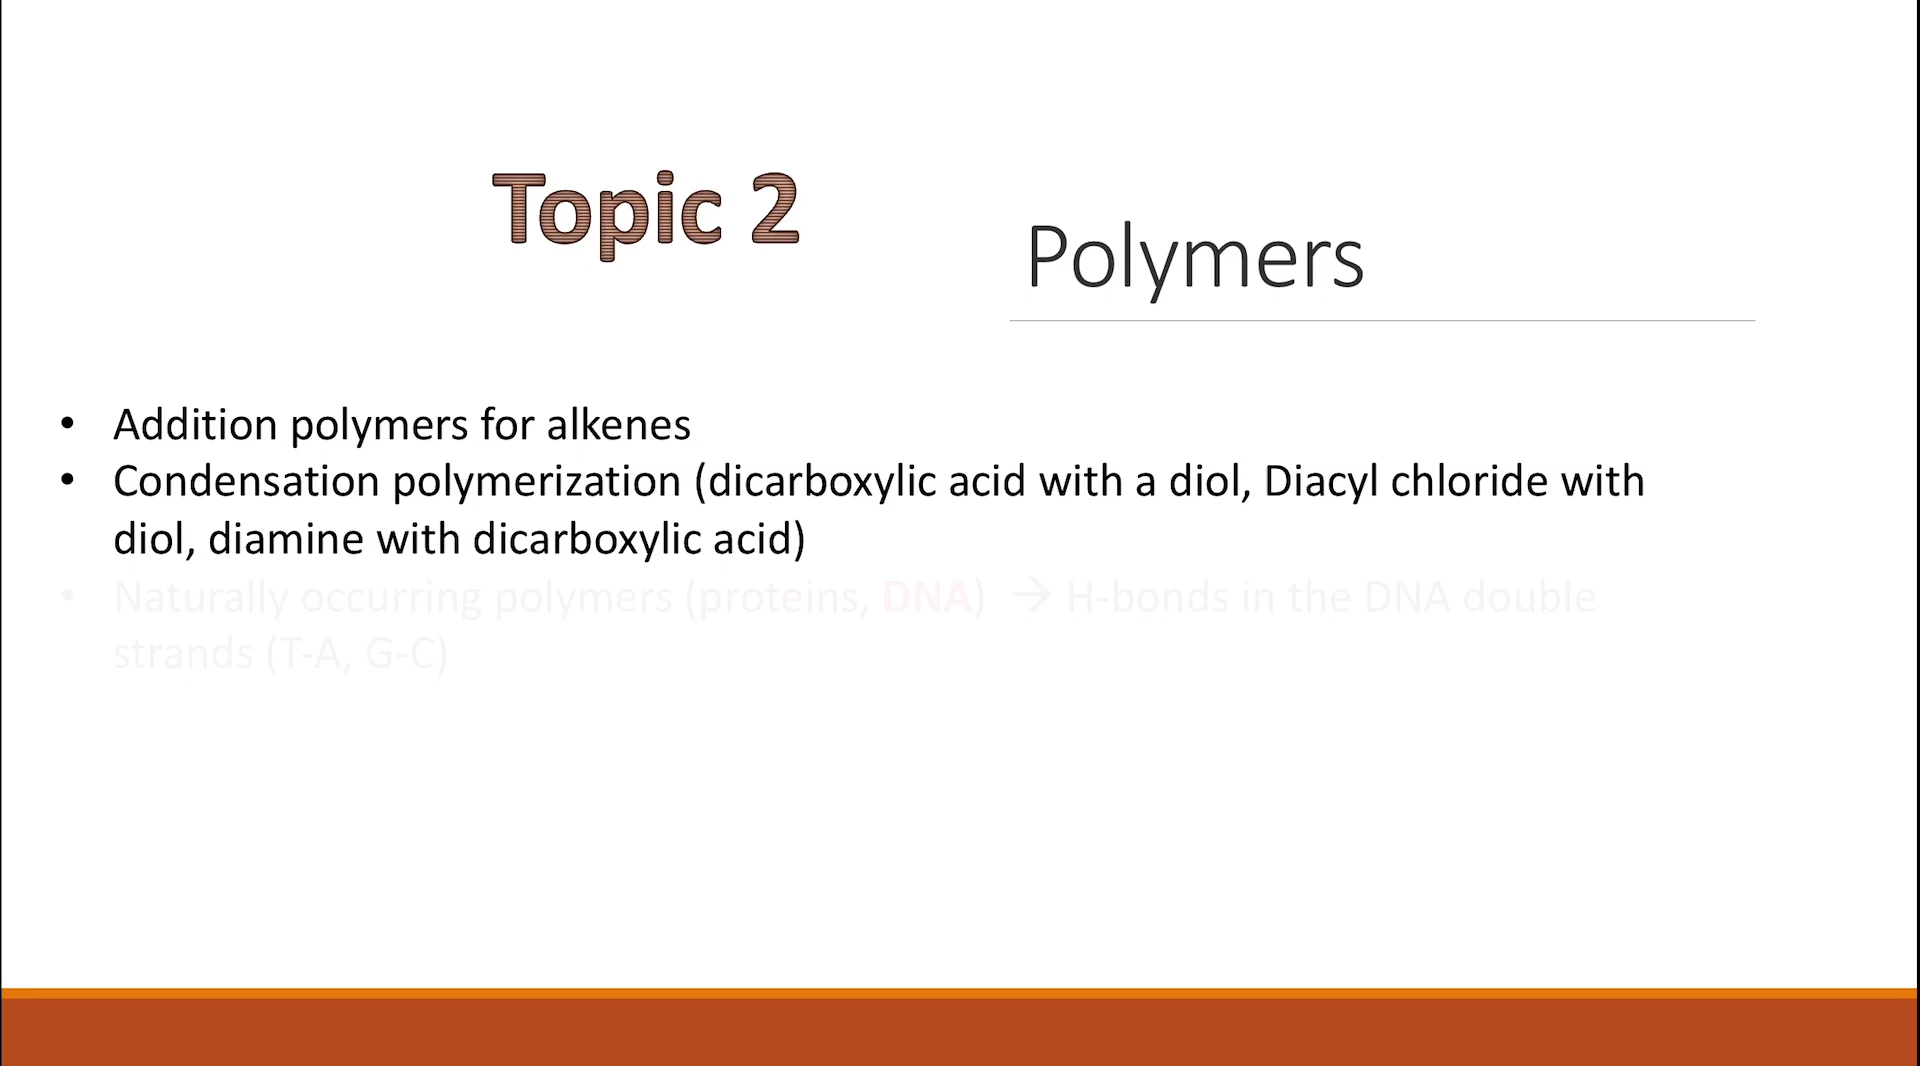 Topic 2
Polymers
• Addition polymers for alkenes
• Condensation polymerization (dicarboxylic acid with a diol, Diacyl chloride with
diol, diamine with dicarboxylic acid)
• Naturally occurring polymers (proteins, DNA) → H-bonds in the DNA double
strands (T-A, G-C)